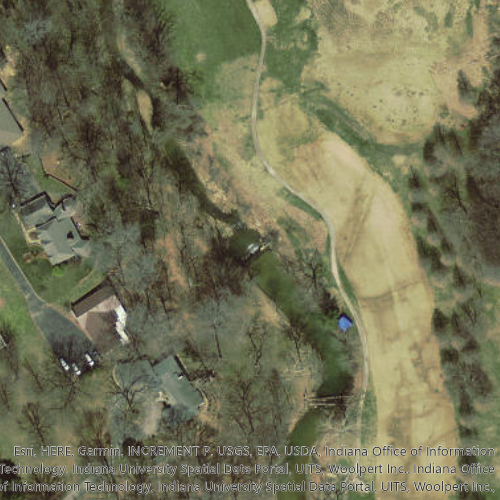 Esri, HERE, Garmin, INCREMENT P, USGS, EPA, USDA, Indiana Office of Information
Technology, Indiana University Spatial Data Portal, UITS, Woolpert Inc., Indiana Office
of Information Technology, Indiana University Spatial Data Portal, UITS, Woolpert Inc.,